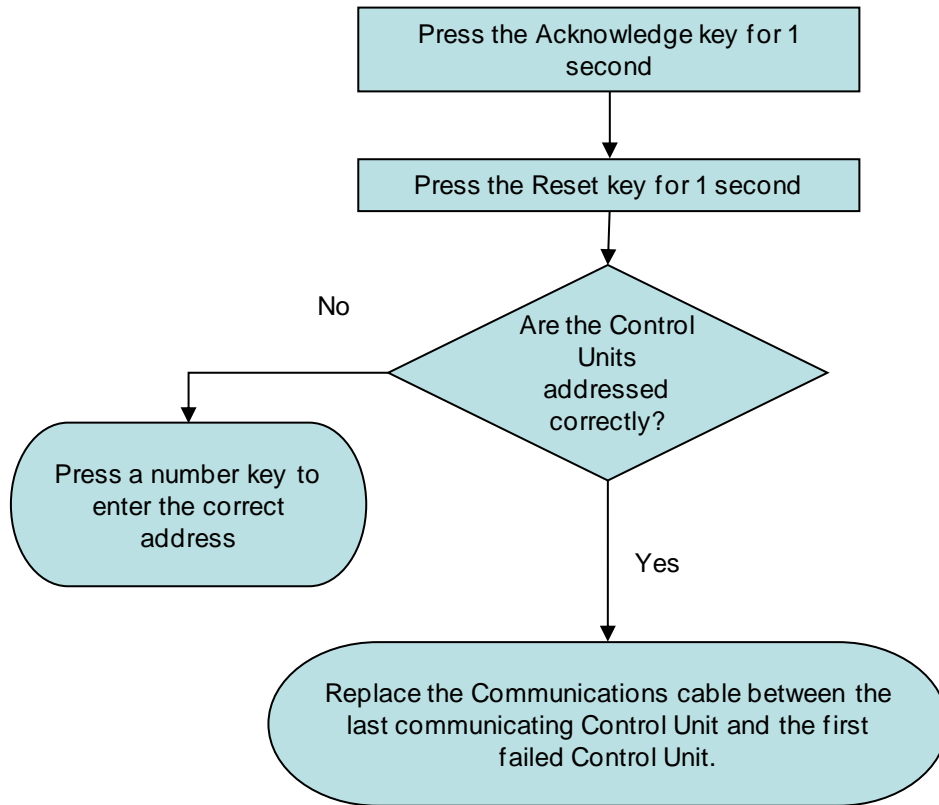 Press the Acknowledge key for 1
second
Press the Reset key for 1 second
No
Are the Control
Units
addressed
correctly?
Press a number key to
enter the correct
address
Yes
Replace the Communications cable between the
last communicating Control Unit and the first
failed Control Unit.